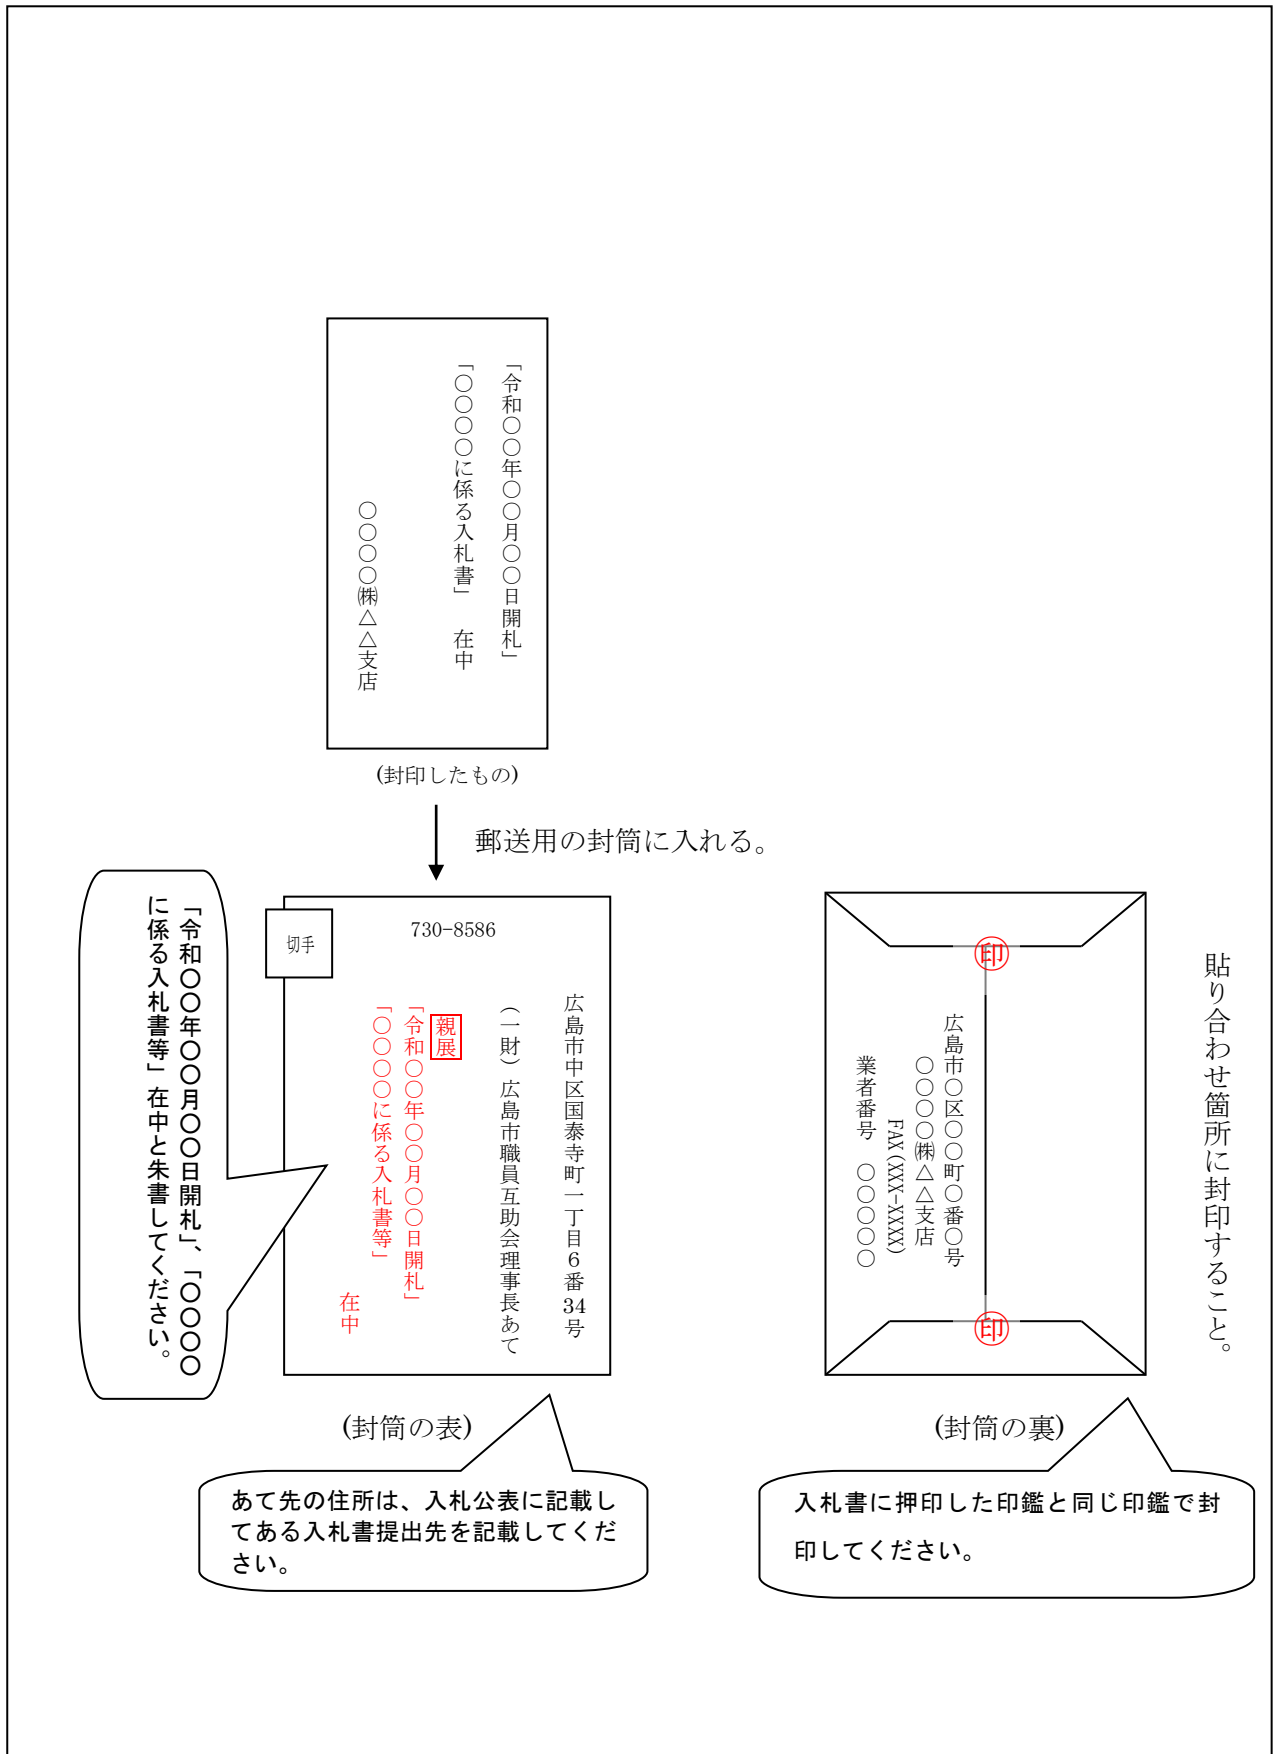 「令和〇〇年〇〇月〇〇日開札」
「〇〇〇〇に係る入札書」　在中
〇〇〇〇㈱△△支店
(封印したもの)
郵送用の封筒に入れる。
「令和〇〇年〇〇月〇〇日開札」、「〇〇〇〇
に係る入札書等」在中と朱書してください。
切手
730-8586
広島市中区国泰寺町一丁目６番34号
（一財）広島市職員互助会理事長あて
親展
「令和〇〇年〇〇月〇〇日開札」
「〇〇〇〇に係る入札書等」
在中
(封筒の表)
あて先の住所は、入札公表に記載し
てある入札書提出先を記載してくだ
さい。
貼り合わせ箇所に封印すること。
印
広島市〇区〇〇町〇番〇号
〇〇〇〇㈱△△支店
FAX(XXX-XXXX)
業者番号　〇〇〇〇〇
印
(封筒の裏)
入札書に押印した印鑑と同じ印鑑で封
印してください。